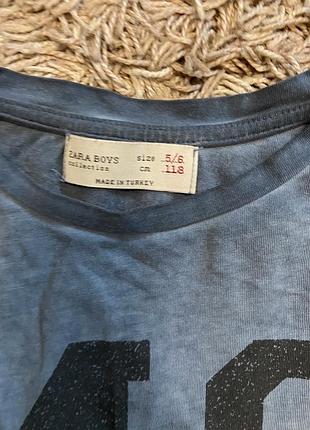 ZARA BOYS size 5/6
collection cm 118
MADE IN TURKEY